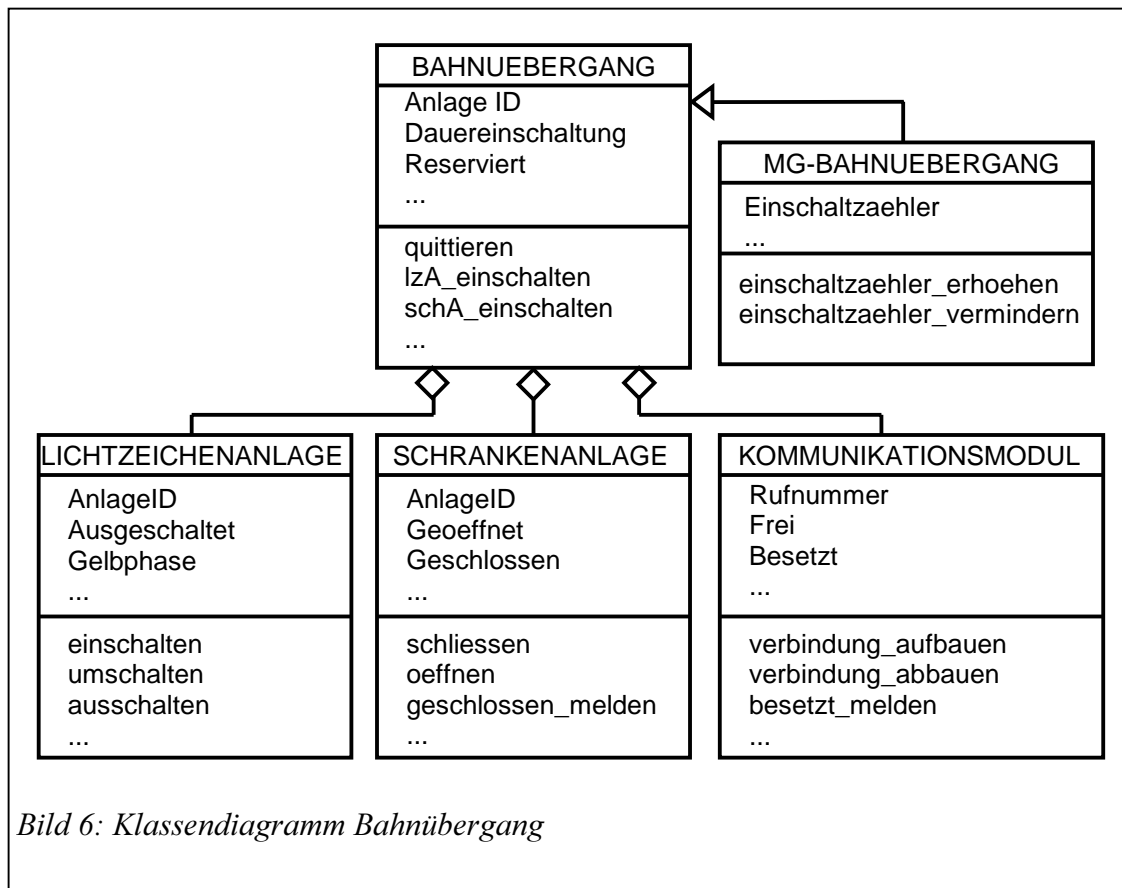 BAHNUEBERGANG
Anlage ID
Dauereinschaltung
Reserviert
...
quittieren
lzA_einschalten
schA_einschalten
...
MG-BAHNUEBERGANG
Einschaltzaehler
...
einschaltzaehler_erhoehen
einschaltzaehler_vermindern
LICHTZEICHENANLAGE
AnlageID
Ausgeschaltet
Gelbphase
...
einschalten
umschalten
ausschalten
...
SCHRANKENANLAGE
AnlageID
Geoeffnet
Geschlossen
...
schliessen
oeffnen
geschlossen_melden
...
KOMMUNIKATIONSMODUL
Rufnummer
Frei
Besetzt
...
verbindung_aufbauen
verbindung_abbauen
besetzt_melden
...
Bild 6: Klassendiagramm Bahnübergang